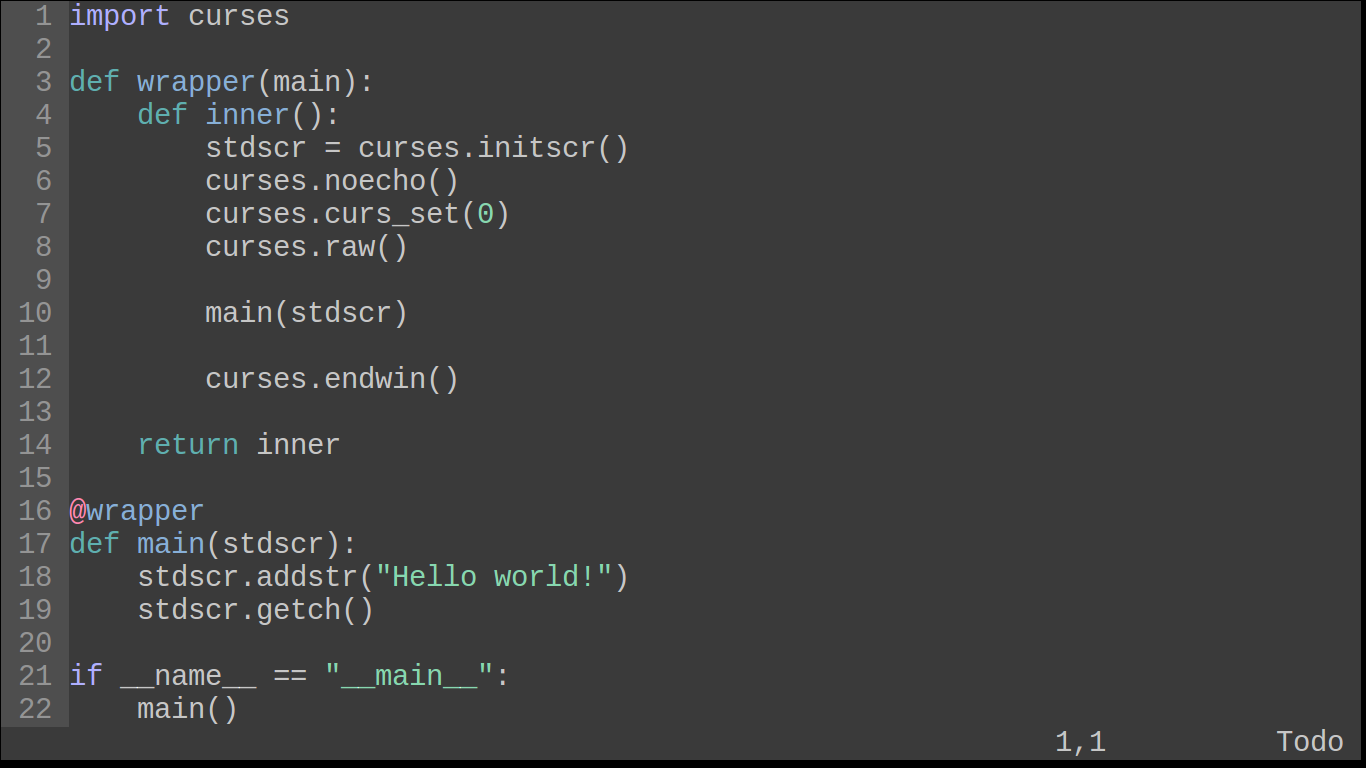 1 import curses
2
3 def wrapper(main):
4     def inner():
5         stdscr = curses.initscr()
6         curses.noecho()
7         curses.curs_set(0)
8         curses.raw()
9
10         main(stdscr)
11
12         curses.endwin()
13
14     return inner
15
16 @wrapper
17 def main(stdscr):
18     stdscr.addstr("Hello world!")
19     stdscr.getch()
20
21 if __name__ == "__main__":
22     main()
1,1 Todo